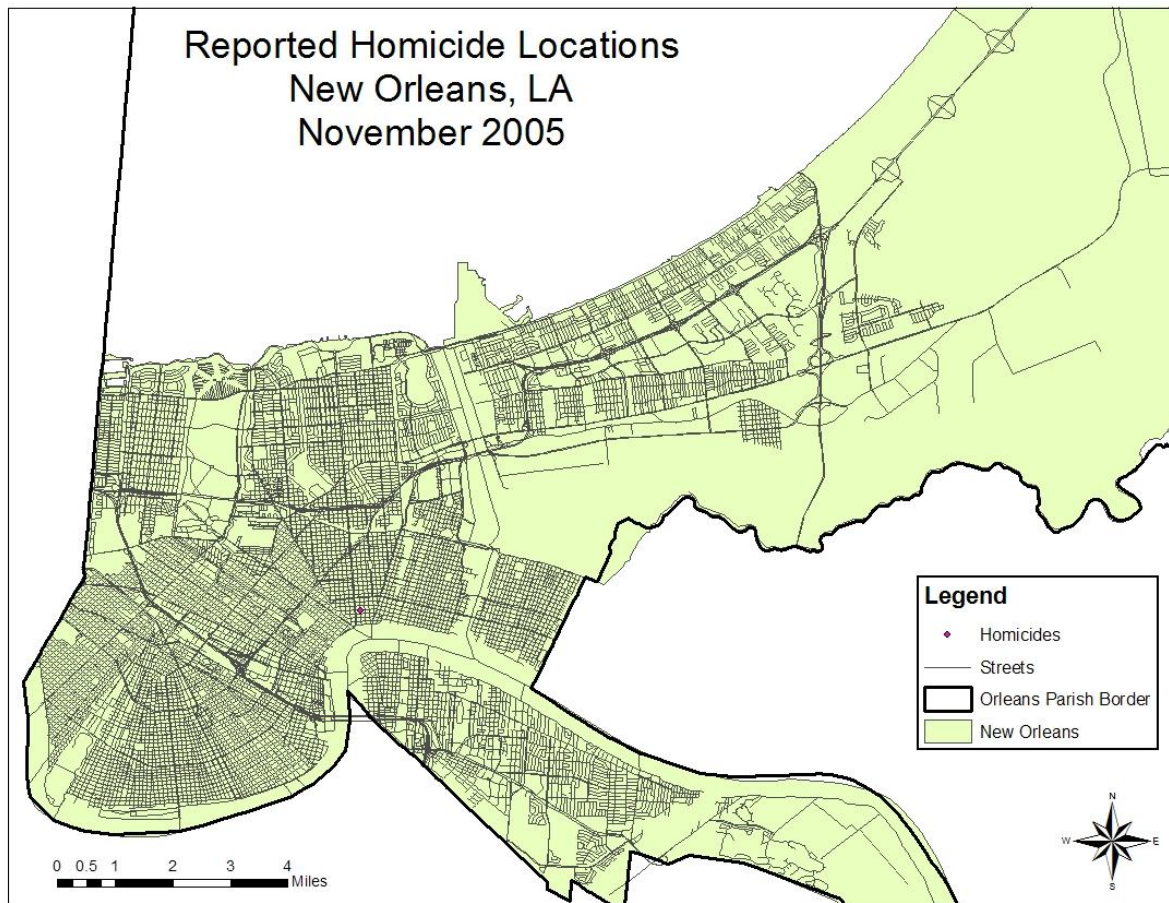 Reported Homicide Locations
New Orleans, LA
November 2005
Legend
Homicides
Streets
Orleans Parish Border
New Orleans
N
W E
S
0 0.5 1 2 3 4
Miles